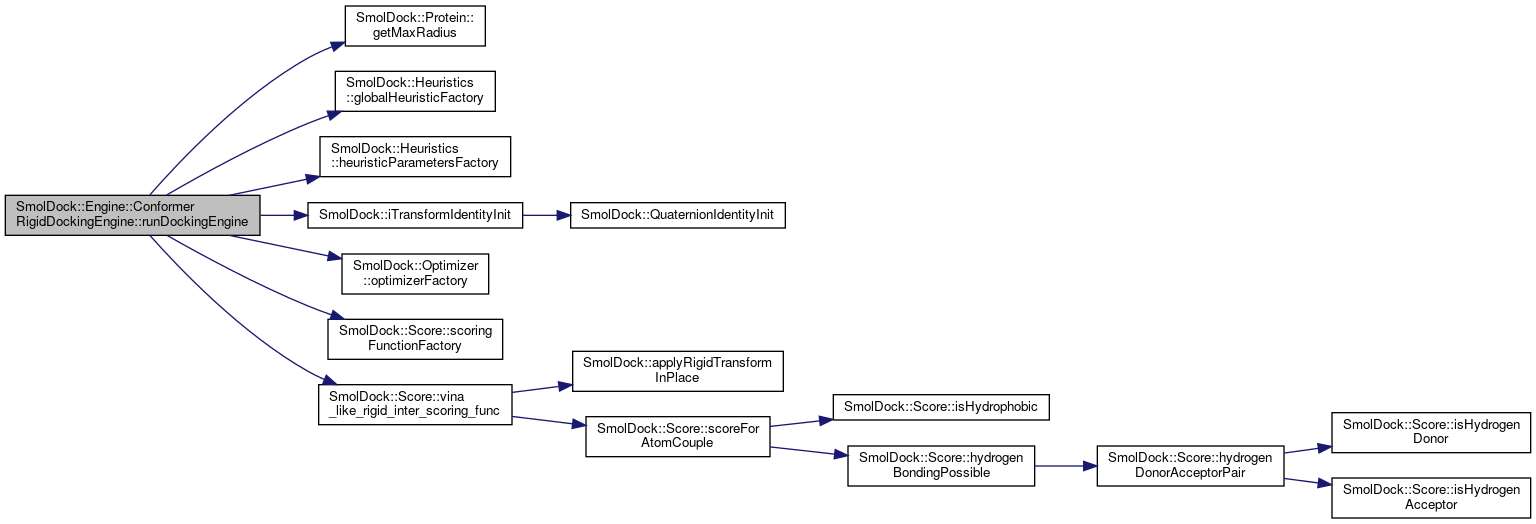 SmolDock::Engine::Conformer
RigidDockingEngine::runDockingEngine
SmolDock::Protein::
getMaxRadius
SmolDock::Heuristics
::globalHeuristicFactory
SmolDock::Heuristics
::heuristicParametersFactory
SmolDock::iTransformIdentityInit
SmolDock::QuaternionIdentityInit
SmolDock::Optimizer
::optimizerFactory
SmolDock::Score::scoring
FunctionFactory
SmolDock::Score::vina
_like_rigid_inter_scoring_func
SmolDock::applyRigidTransform
InPlace
SmolDock::Score::scoreFor
AtomCouple
SmolDock::Score::isHydrophobic
SmolDock::Score::hydrogen
BondingPossible
SmolDock::Score::hydrogen
DonorAcceptorPair
SmolDock::Score::isHydrogen
Donor
SmolDock::Score::isHydrogen
Acceptor